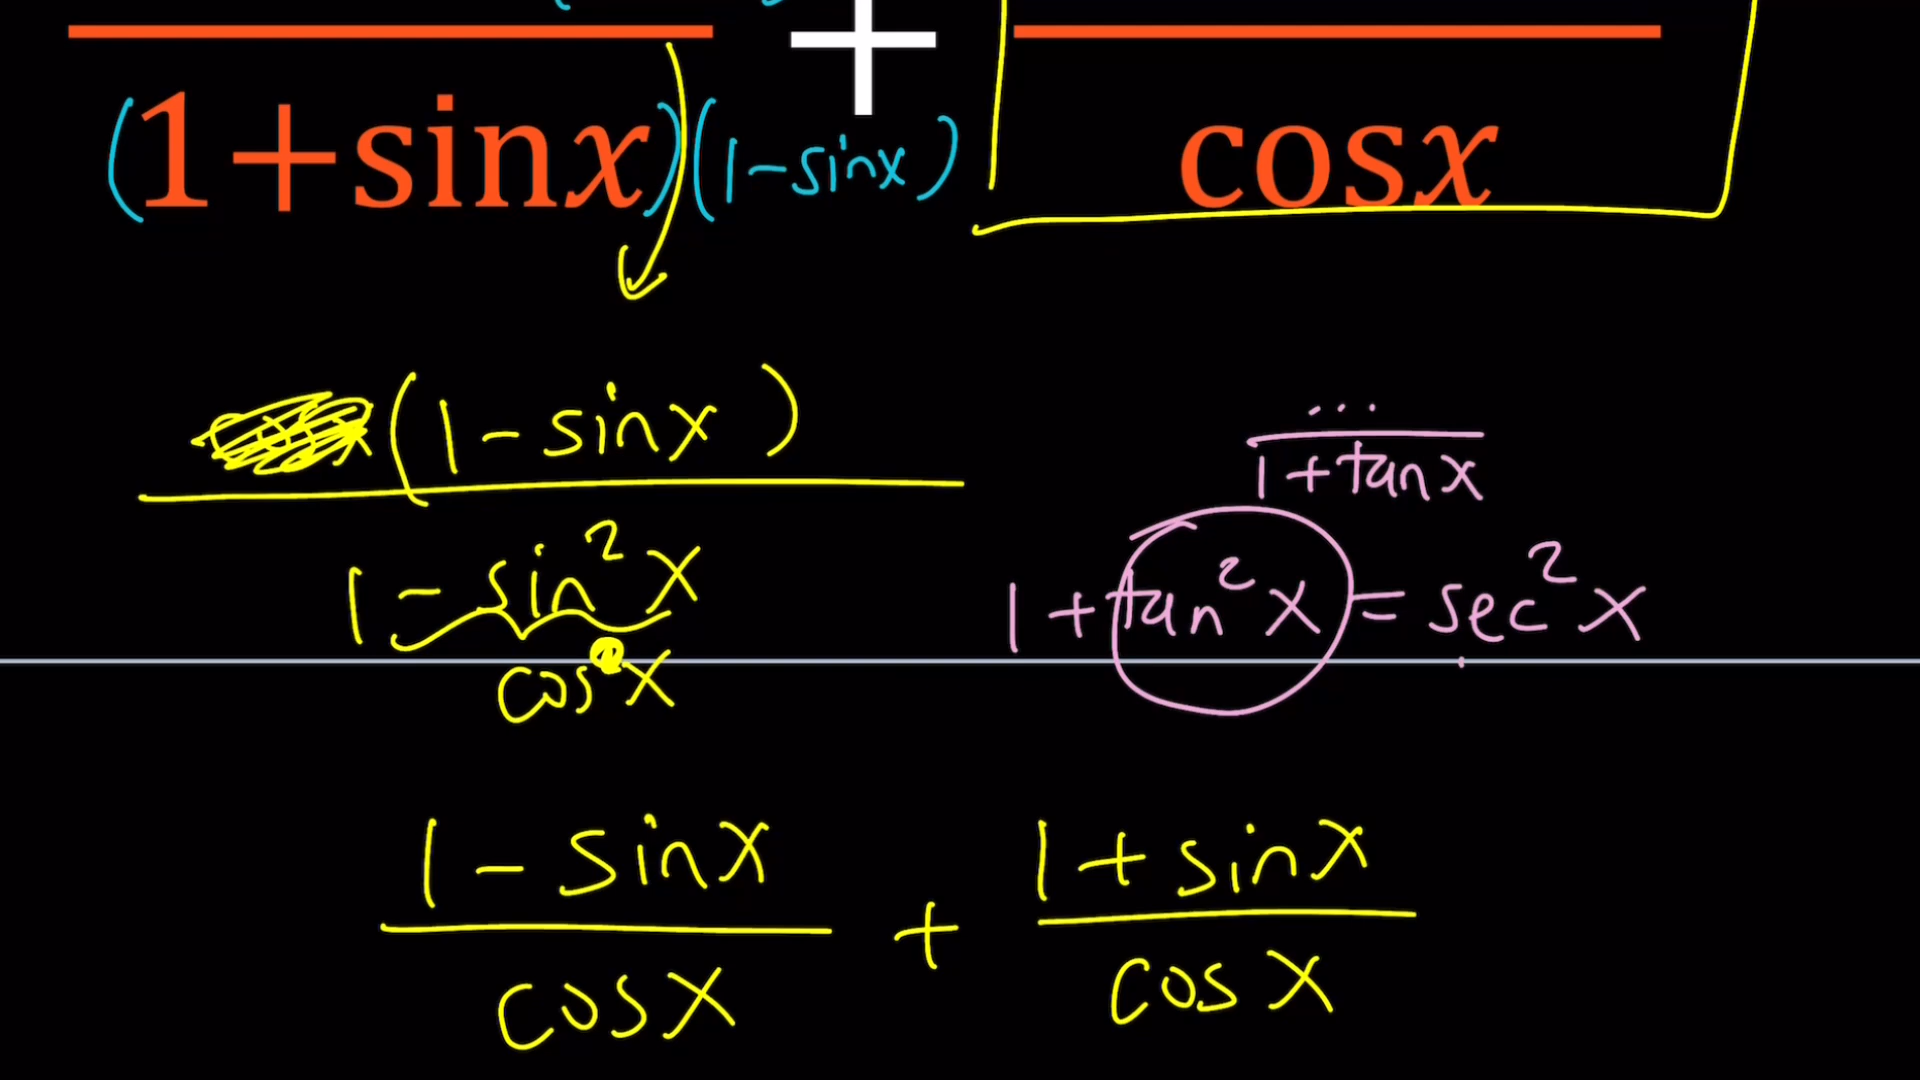 (1+sinx)(1-sinx) + cosx
(1-sinx)
...
1+tanx
1-sin²x
1+tan²x=sec²x
cos x
1-sinx + 1+sinx
cosx cosx